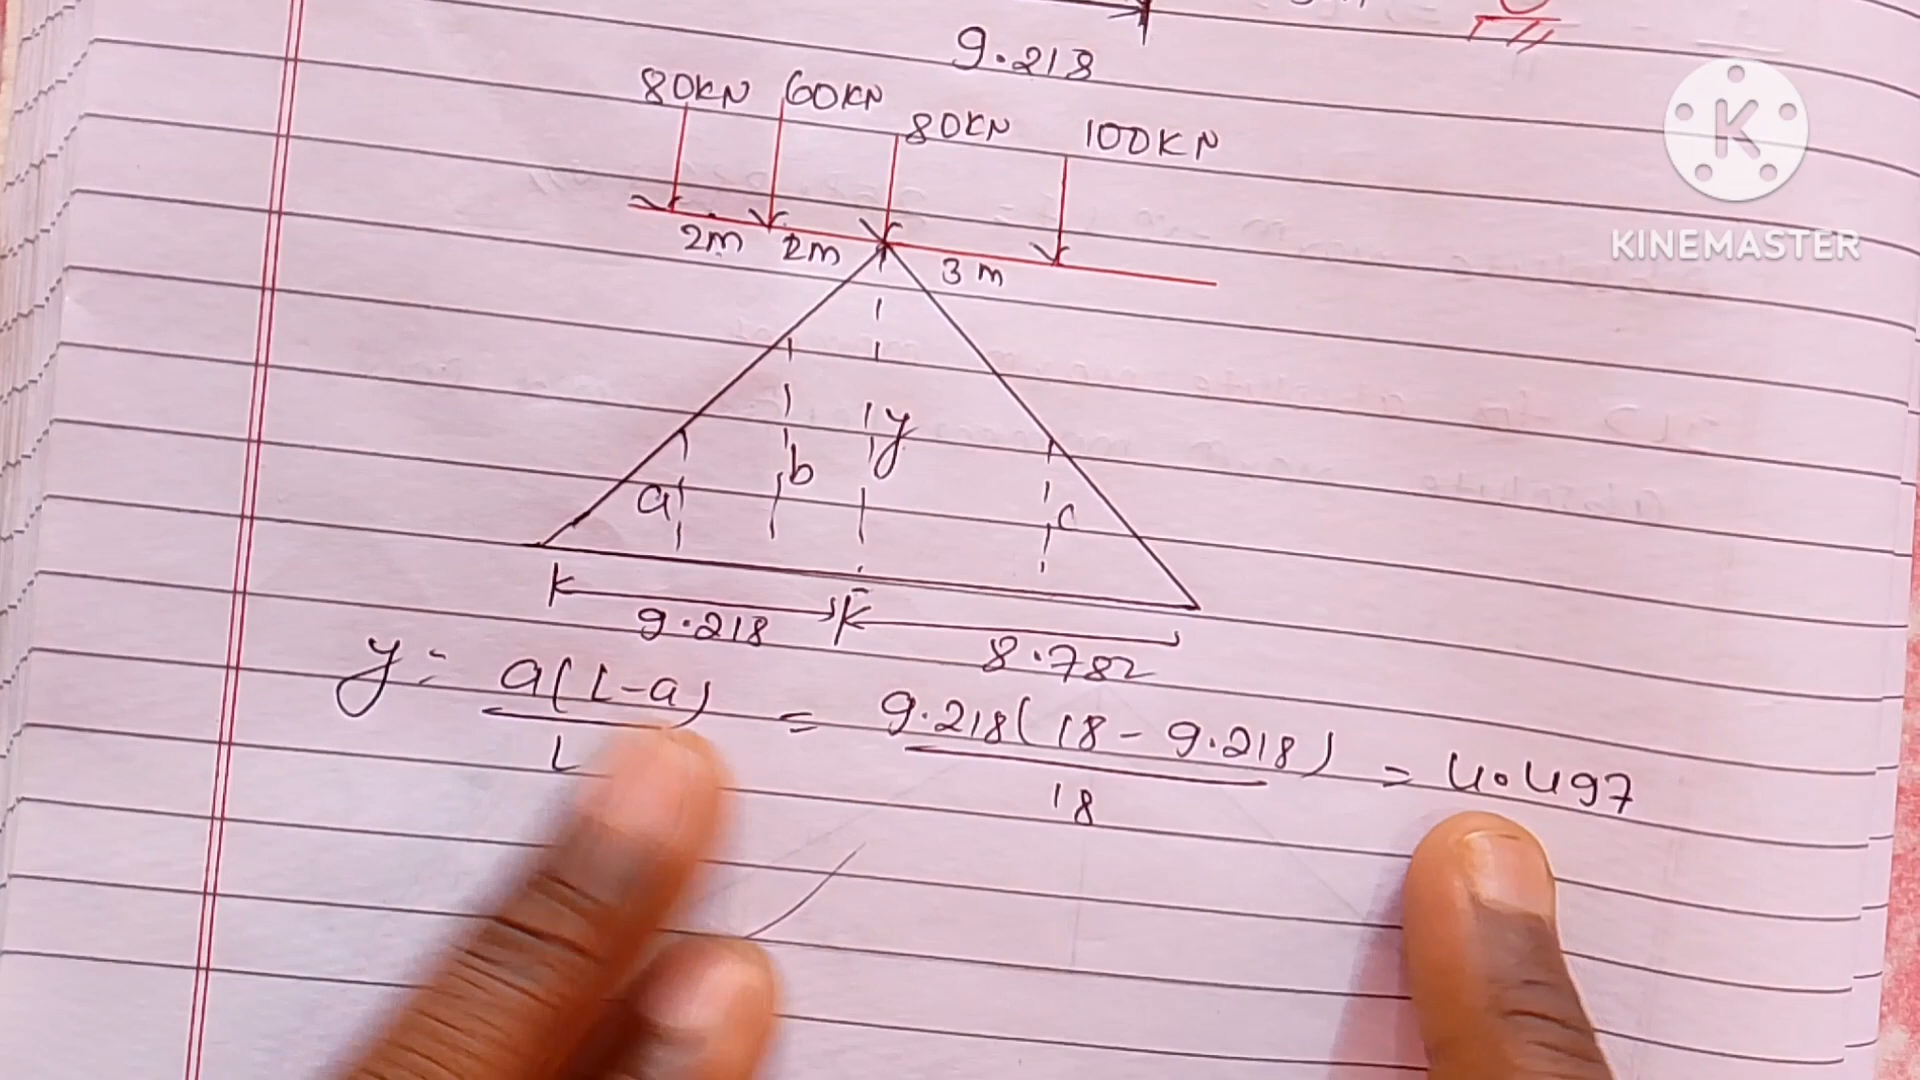 9.218
80KN 60KN 80KN 100KN
2m 2m 3m
a b y c
9.218 8.782
y = a(L-a) / L = 9.218(18-9.218) / 18 = 4.497
K
KINEMASTER